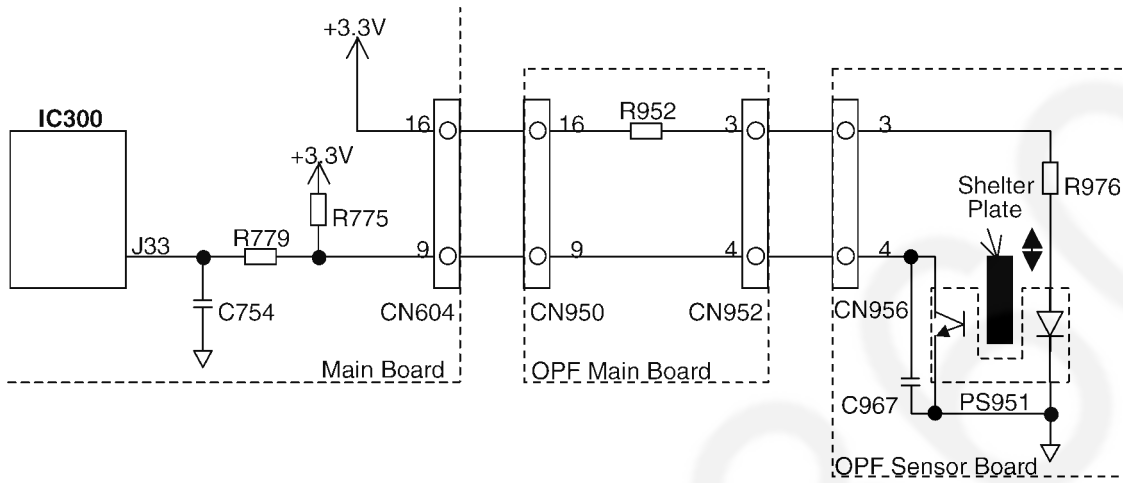 +3.3V
IC300
16
16
R952
3
3
+3.3V
Shelter
Plate
R976
R775
J33
R779
9
9
4
4
C754
CN604
CN950
CN952
CN956
Main Board
OPF Main Board
C967
PS951
OPF Sensor Board